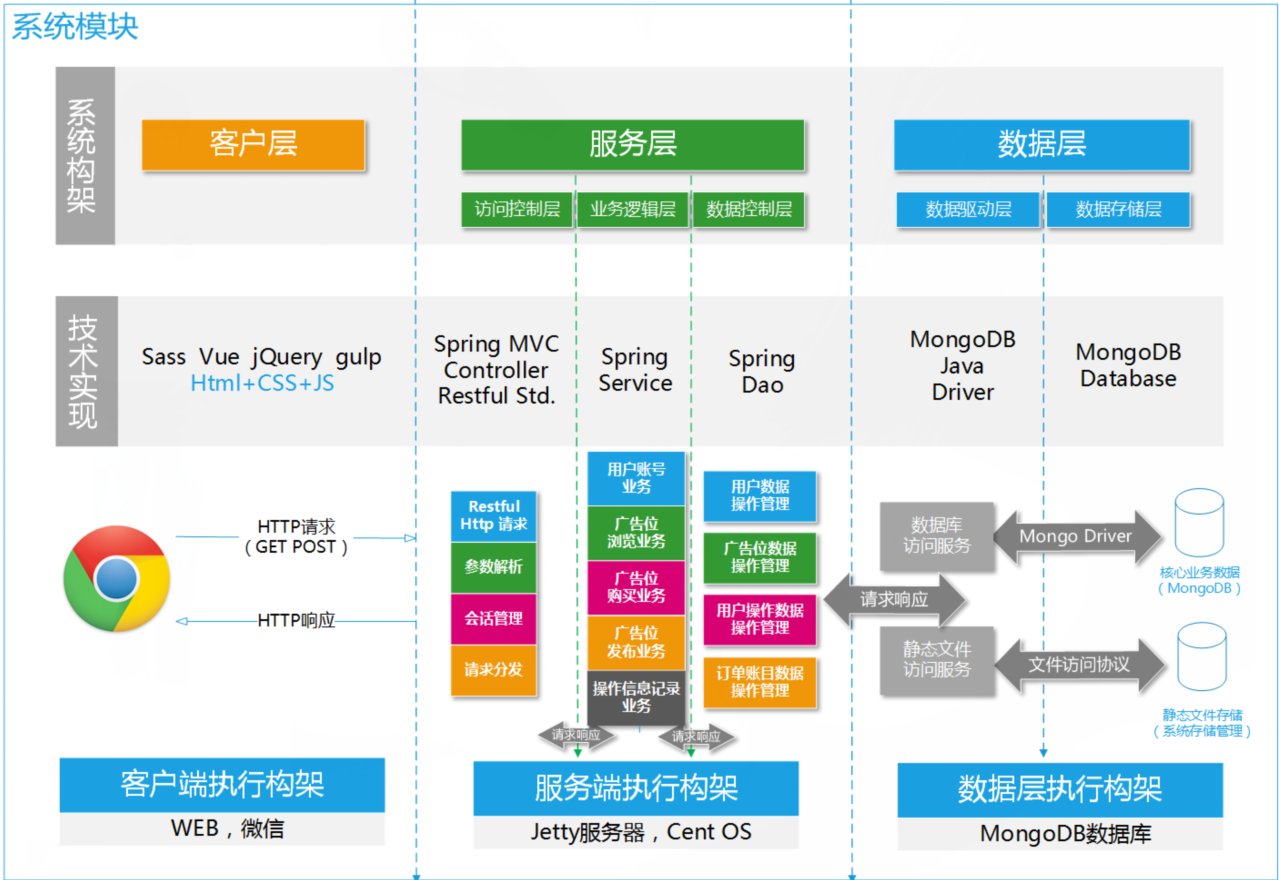 系统模块
系统构架
客户层
服务层
数据层
访问控制层
业务逻辑层
数据控制层
数据驱动层
数据存储层
技术实现
Sass Vue jQuery gulp
Html+CSS+JS
Spring MVC
Controller
Restful Std.
Spring
Service
Spring
Dao
MongoDB
Java
Driver
MongoDB
Database
HTTP请求
（GET POST）
HTTP响应
Restful
Http 请求
参数解析
会话管理
请求分发
用户账号
业务
广告位
浏览业务
广告位
购买业务
广告位
发布业务
操作信息记录
业务
用户数据
操作管理
广告位数据
操作管理
用户操作数据
操作管理
订单账目数据
操作管理
请求响应
请求响应
请求响应
数据库
访问服务
Mongo Driver
核心业务数据
（MongoDB）
静态文件
访问服务
文件访问协议
静态文件存储
（系统存储管理）
客户端执行构架
WEB，微信
服务端执行构架
Jetty服务器，Cent OS
数据层执行构架
MongoDB数据库